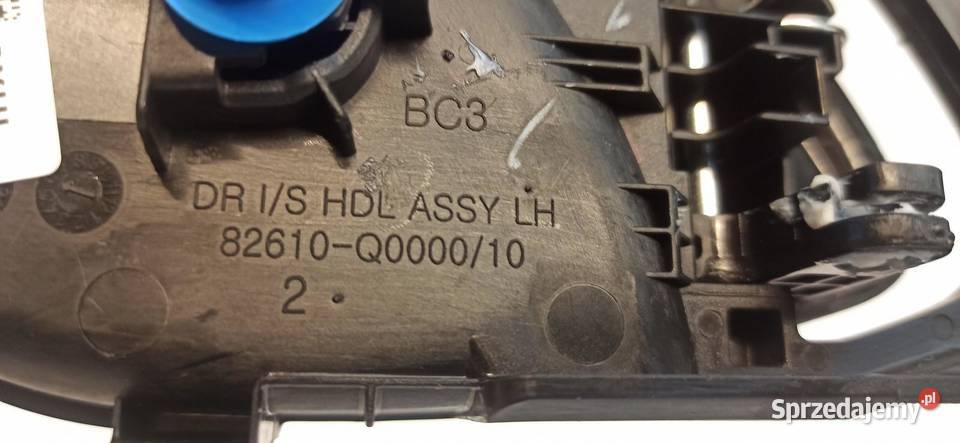 BC3
DR I/S HDL ASSY LH
82610-Q0000/10
2
Sprzedajemy.pl